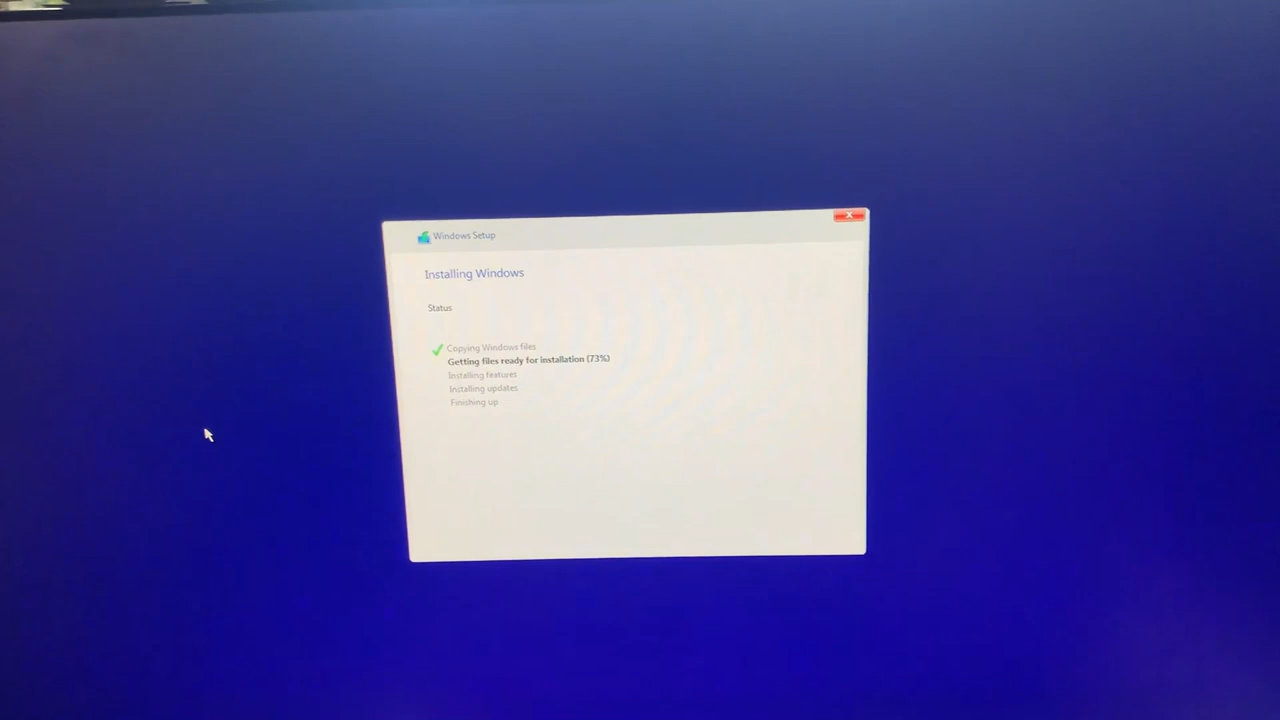 Windows Setup
Installing Windows
Status
Copying Windows files
Getting files ready for installation (73%)
Installing features
Installing updates
Finishing up